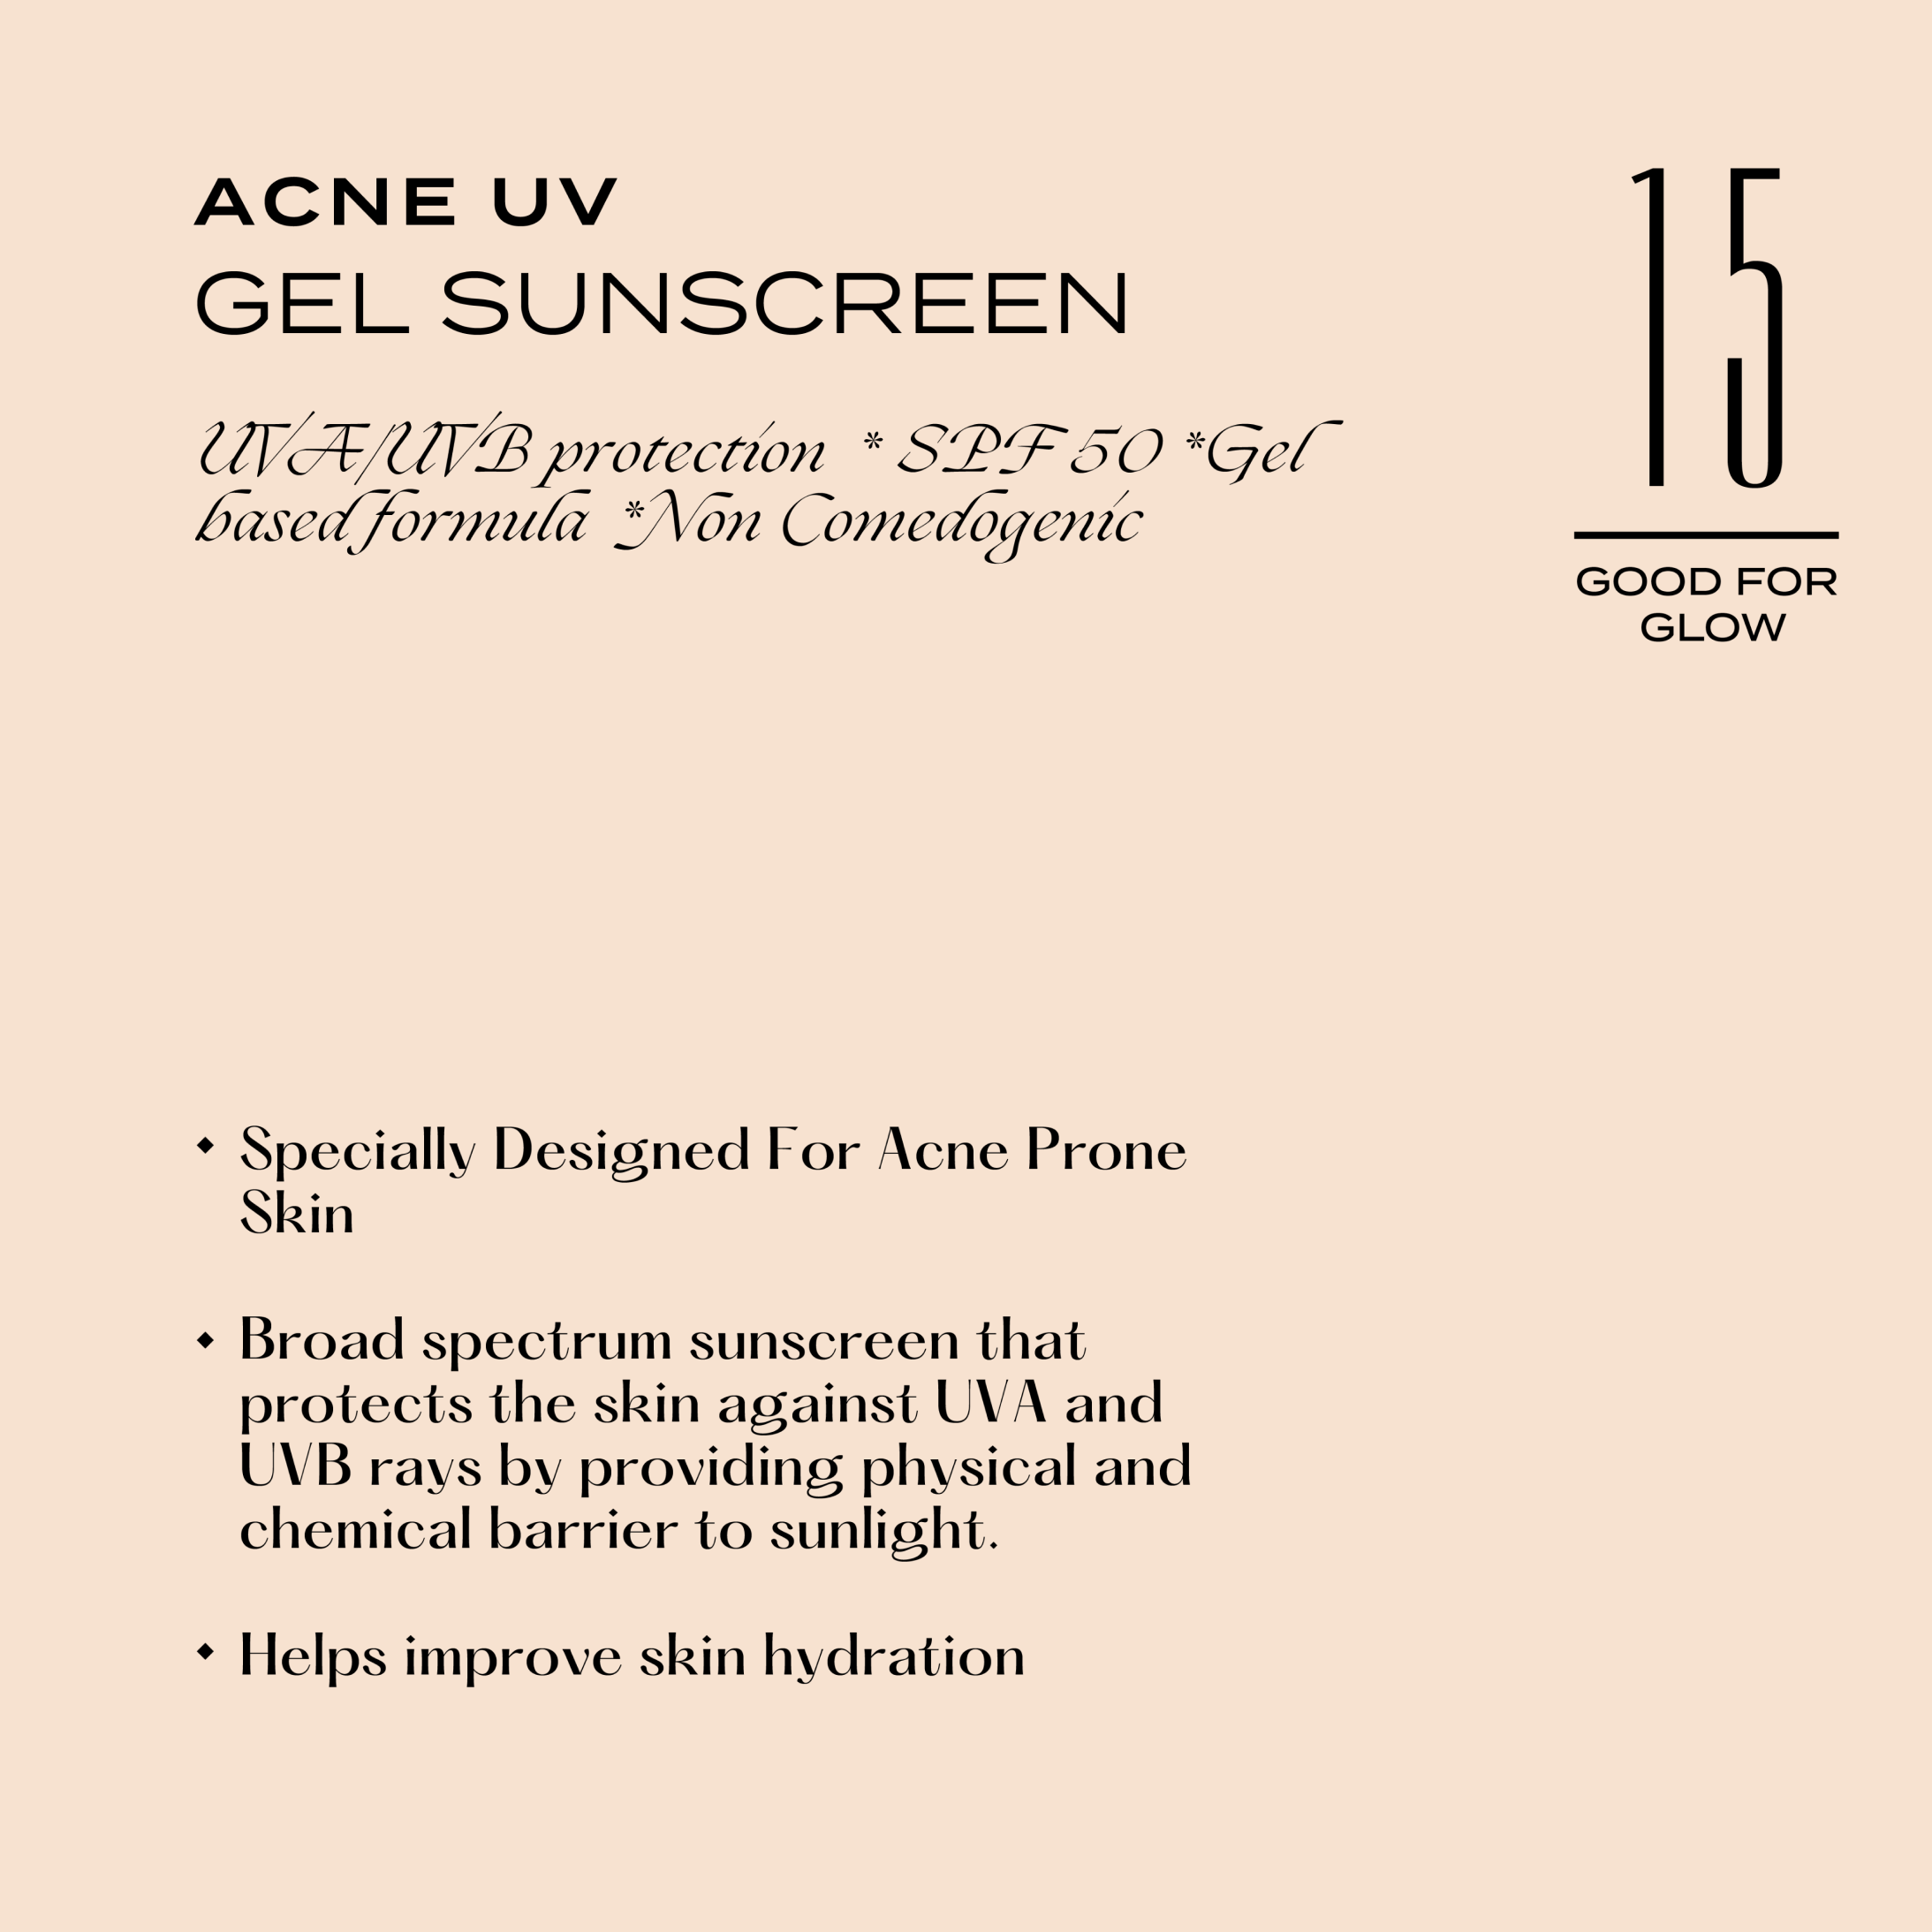 ACNE UV
GEL SUNSCREEN
UVA/UVB protection * SPF 50 *Gel
based formula *Non Comedogenic
15
GOOD FOR
GLOW
Specially Designed For Acne Prone
Skin
Broad spectrum sunscreen that
protects the skin against UVA and
UVB rays by providing physical and
chemical barrier to sunlight.
Helps improve skin hydration